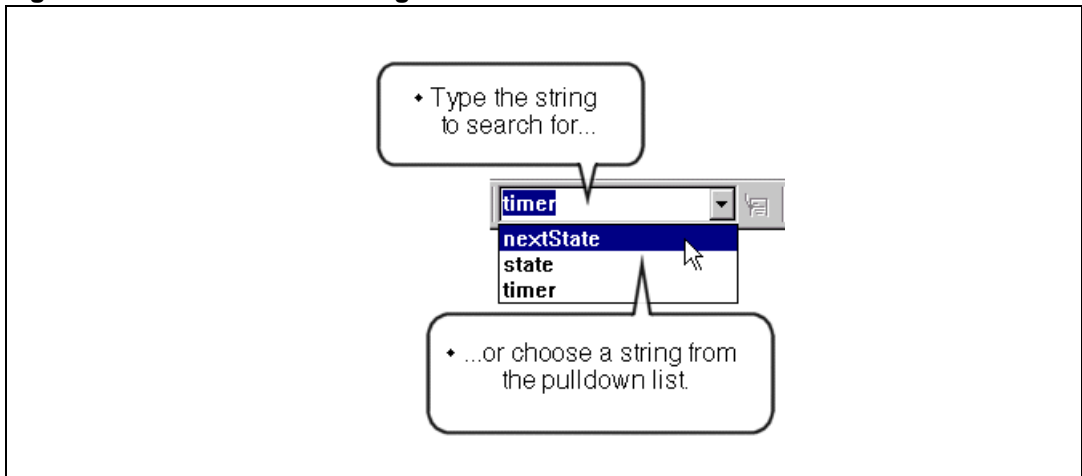 • Type the string
to search for...
timer
nextState
state
timer
• ...or choose a string from
the pulldown list.